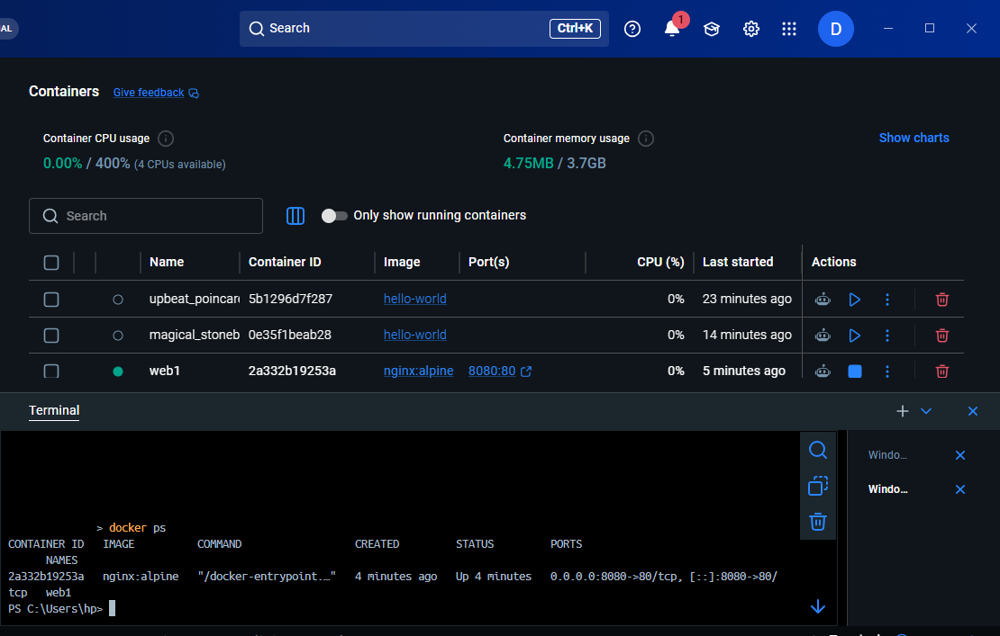 AL
Search Ctrl+K 1 D
Containers Give feedback
Container CPU usage Container memory usage Show charts
0.00% / 400% (4 CPUs available) 4.75MB / 3.7GB
Search Only show running containers
Name Container ID Image Port(s) CPU (%) Last started Actions
upbeat_poincar 5b1296d7f287 hello-world 0% 23 minutes ago
magical_stoneb 0e35f1beab28 hello-world 0% 14 minutes ago
web1 2a332b19253a nginx:alpine 8080:80 0% 5 minutes ago
Terminal
Windo...
Windo...
> docker ps
CONTAINER ID IMAGE COMMAND CREATED STATUS PORTS
NAMES
2a332b19253a nginx:alpine "/docker-entrypoint.…" 4 minutes ago Up 4 minutes 0.0.0.0:8080->80/tcp, [::]:8080->80/
tcp web1
PS C:\Users\hp>